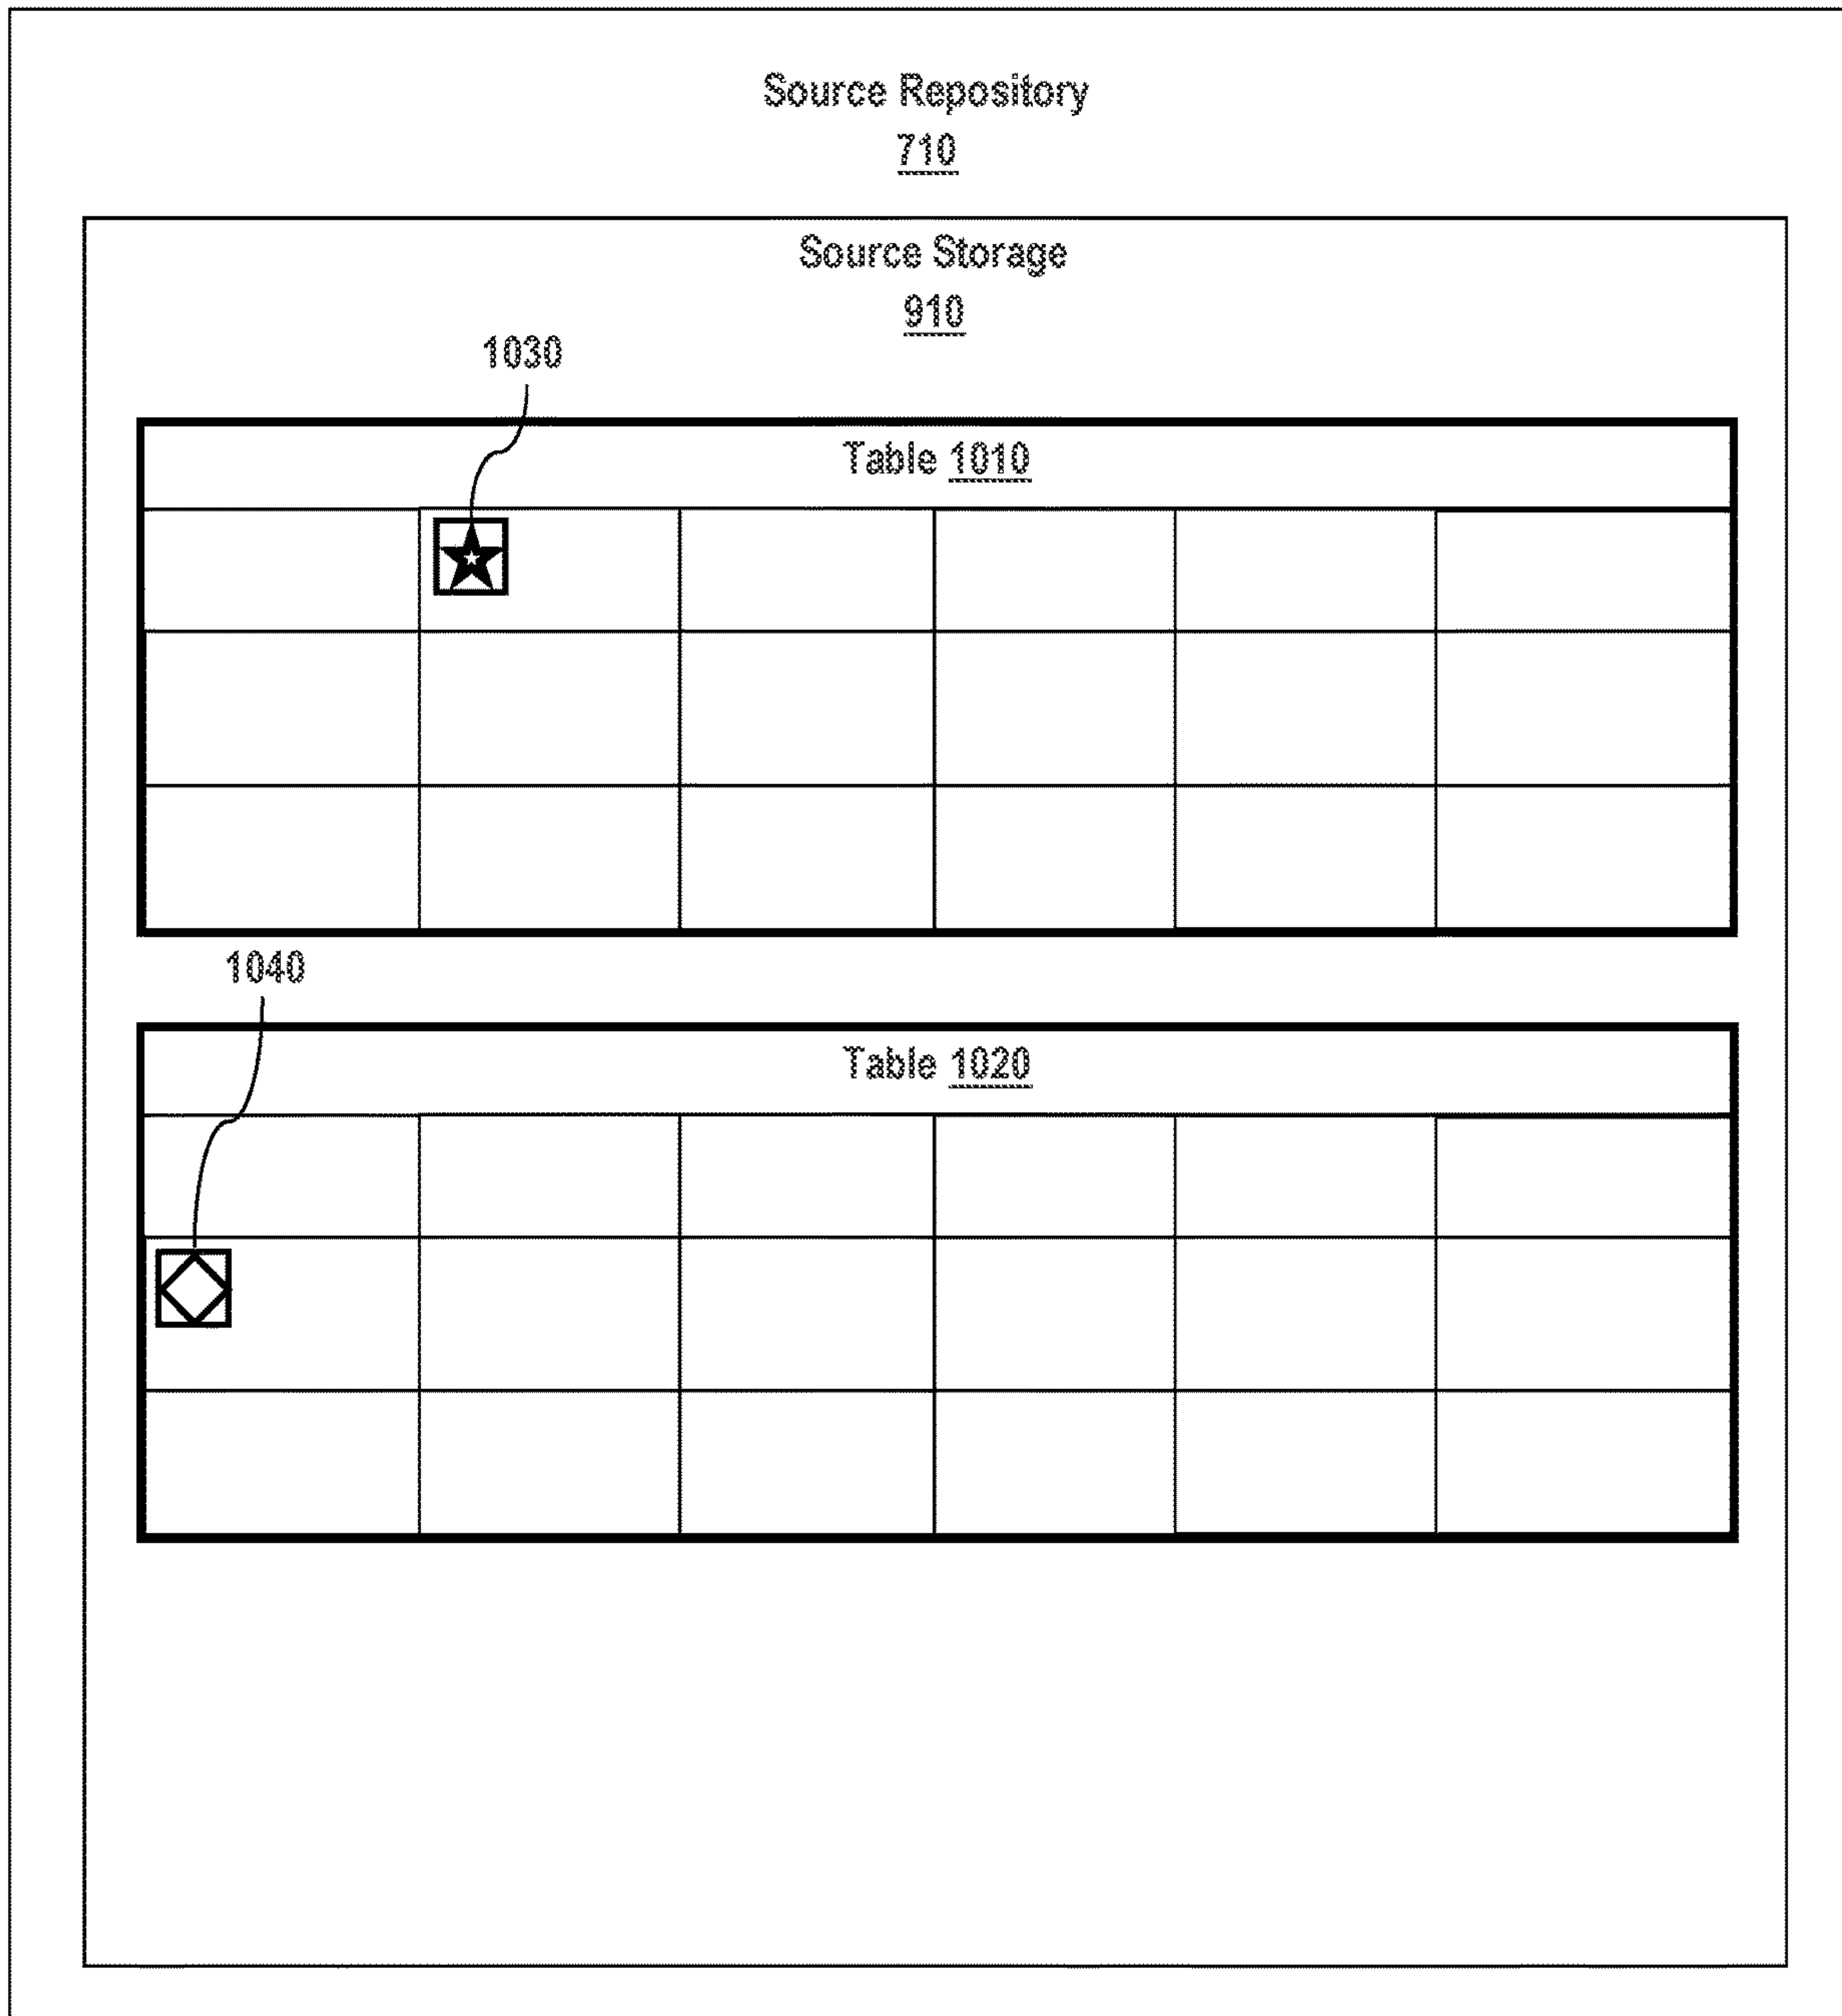 Source Repository
710
Source Storage
910
1030
Table 1010
1040
Table 1020